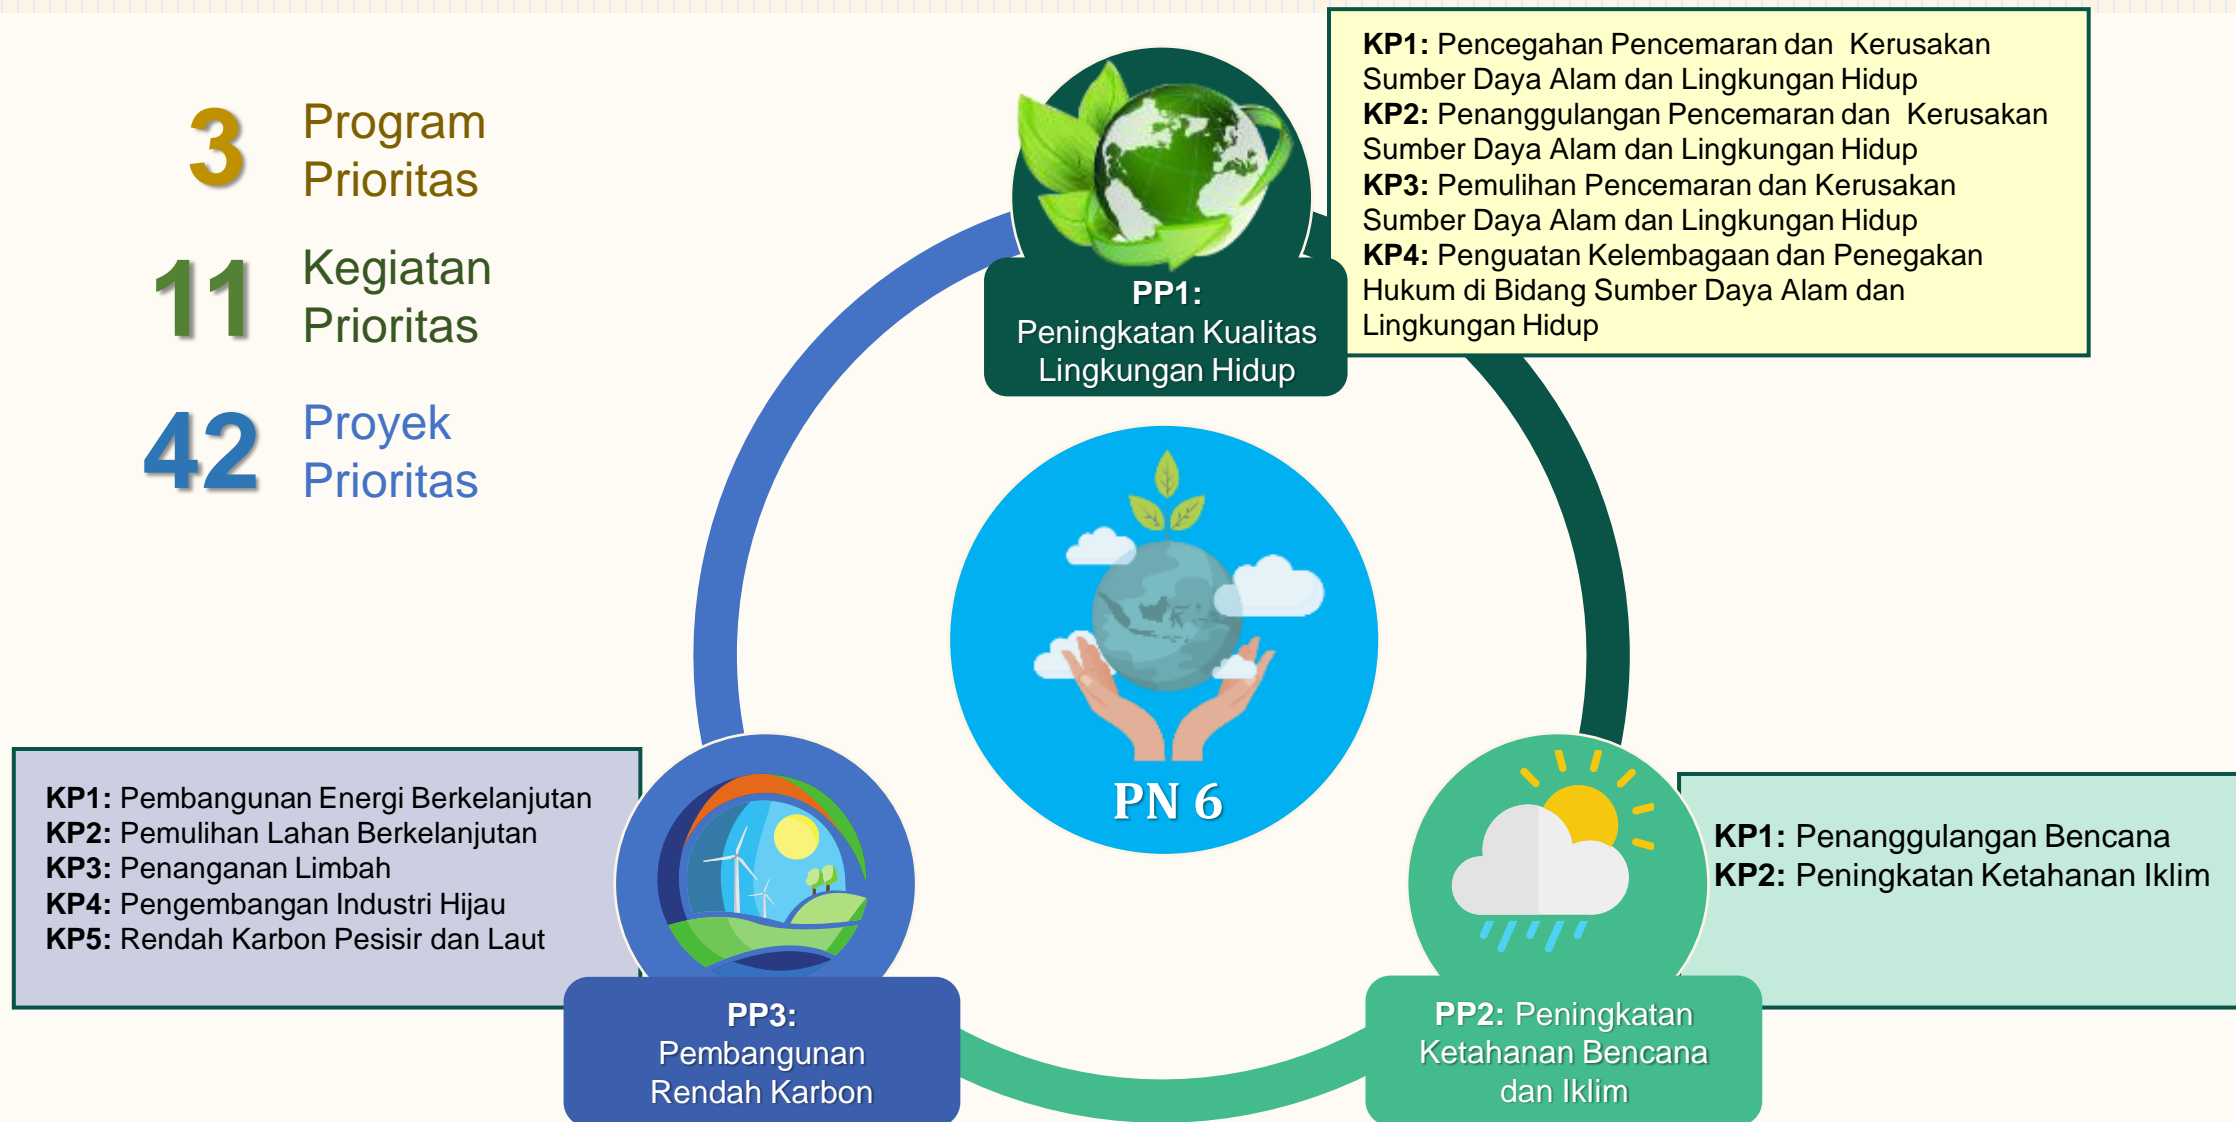 3 Program
Prioritas
11 Kegiatan
Prioritas
42 Proyek
Prioritas
PP1:
Peningkatan Kualitas
Lingkungan Hidup
KP1: Pencegahan Pencemaran dan Kerusakan
Sumber Daya Alam dan Lingkungan Hidup
KP2: Penanggulangan Pencemaran dan Kerusakan
Sumber Daya Alam dan Lingkungan Hidup
KP3: Pemulihan Pencemaran dan Kerusakan
Sumber Daya Alam dan Lingkungan Hidup
KP4: Penguatan Kelembagaan dan Penegakan
Hukum di Bidang Sumber Daya Alam dan
Lingkungan Hidup
PN 6
KP1: Pembangunan Energi Berkelanjutan
KP2: Pemulihan Lahan Berkelanjutan
KP3: Penanganan Limbah
KP4: Pengembangan Industri Hijau
KP5: Rendah Karbon Pesisir dan Laut
PP3:
Pembangunan
Rendah Karbon
KP1: Penanggulangan Bencana
KP2: Peningkatan Ketahanan Iklim
PP2: Peningkatan
Ketahanan Bencana
dan Iklim